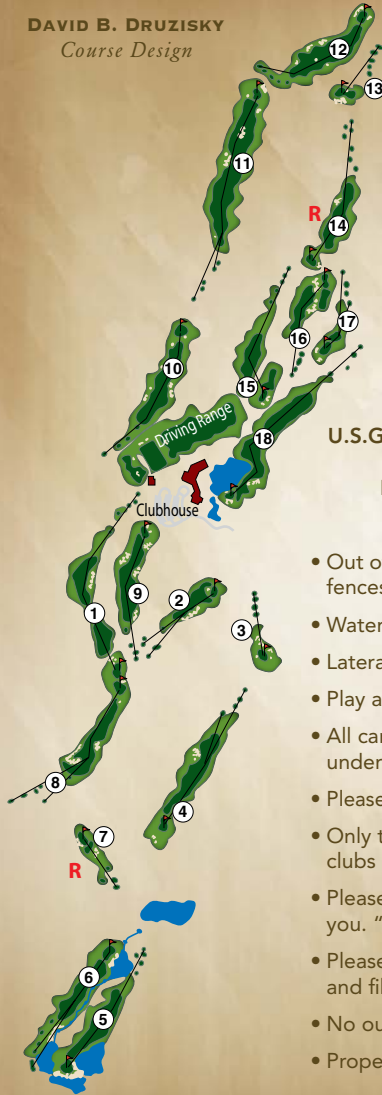 DAVID B. DRUZISKY
Course Design
12
13
11
R
14
17
16
10
15
Driving Range
18
U.S.G
Clubhouse
• Out o
fences
9
2
1
• Water
3
• Latera
• Play a
• All car
under
8
• Please
4
7
• Only t
clubs
R
• Please
you. “
• Please
and fil
6
5
• No ou
• Prope